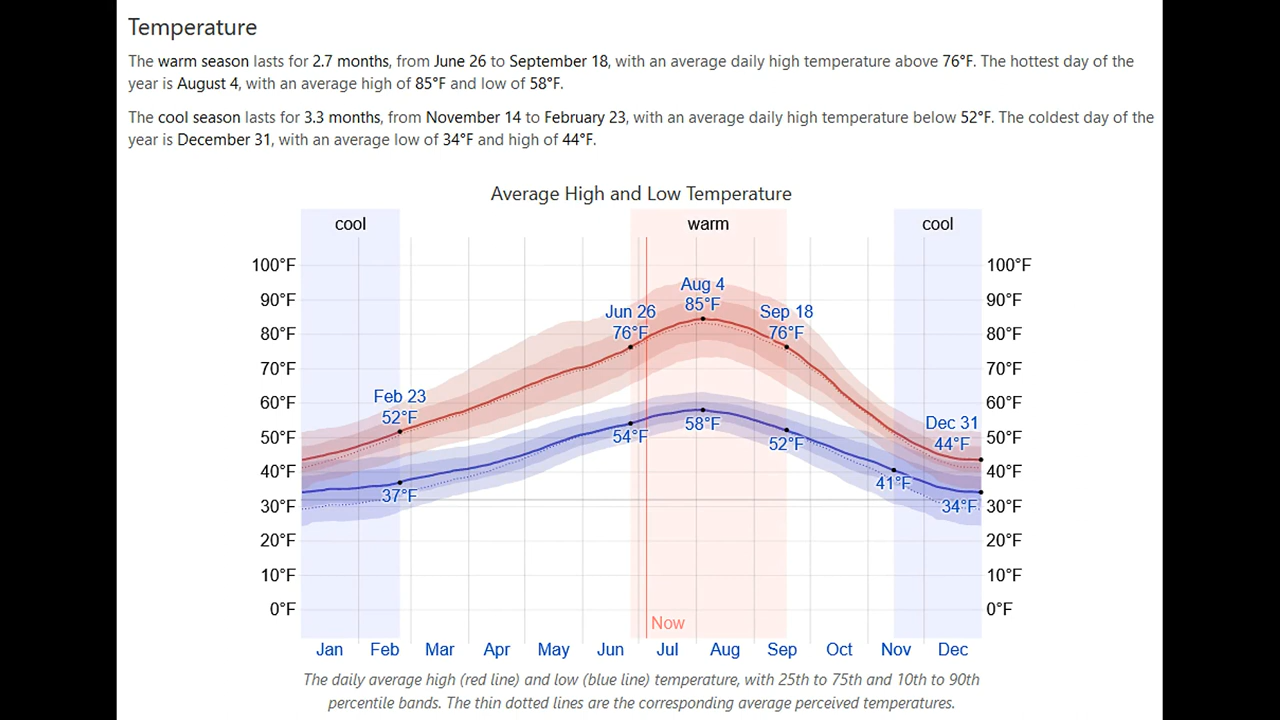 Temperature
The warm season lasts for 2.7 months, from June 26 to September 18, with an average daily high temperature above 76°F. The hottest day of the
year is August 4, with an average high of 85°F and low of 58°F.
The cool season lasts for 3.3 months, from November 14 to February 23, with an average daily high temperature below 52°F. The coldest day of the
year is December 31, with an average low of 34°F and high of 44°F.
Average High and Low Temperature
cool warm cool
100°F 100°F
Aug 4
90°F 85°F 90°F
Jun 26 Sep 18
80°F 76°F 76°F 80°F
70°F 70°F
Feb 23
60°F 52°F 60°F
58°F Dec 31
50°F 54°F 52°F 44°F 50°F
40°F 40°F
37°F 41°F
30°F 34°F 30°F
20°F 20°F
10°F 10°F
0°F 0°F
Now
Jan Feb Mar Apr May Jun Jul Aug Sep Oct Nov Dec
The daily average high (red line) and low (blue line) temperature, with 25th to 75th and 10th to 90th
percentile bands. The thin dotted lines are the corresponding average perceived temperatures.